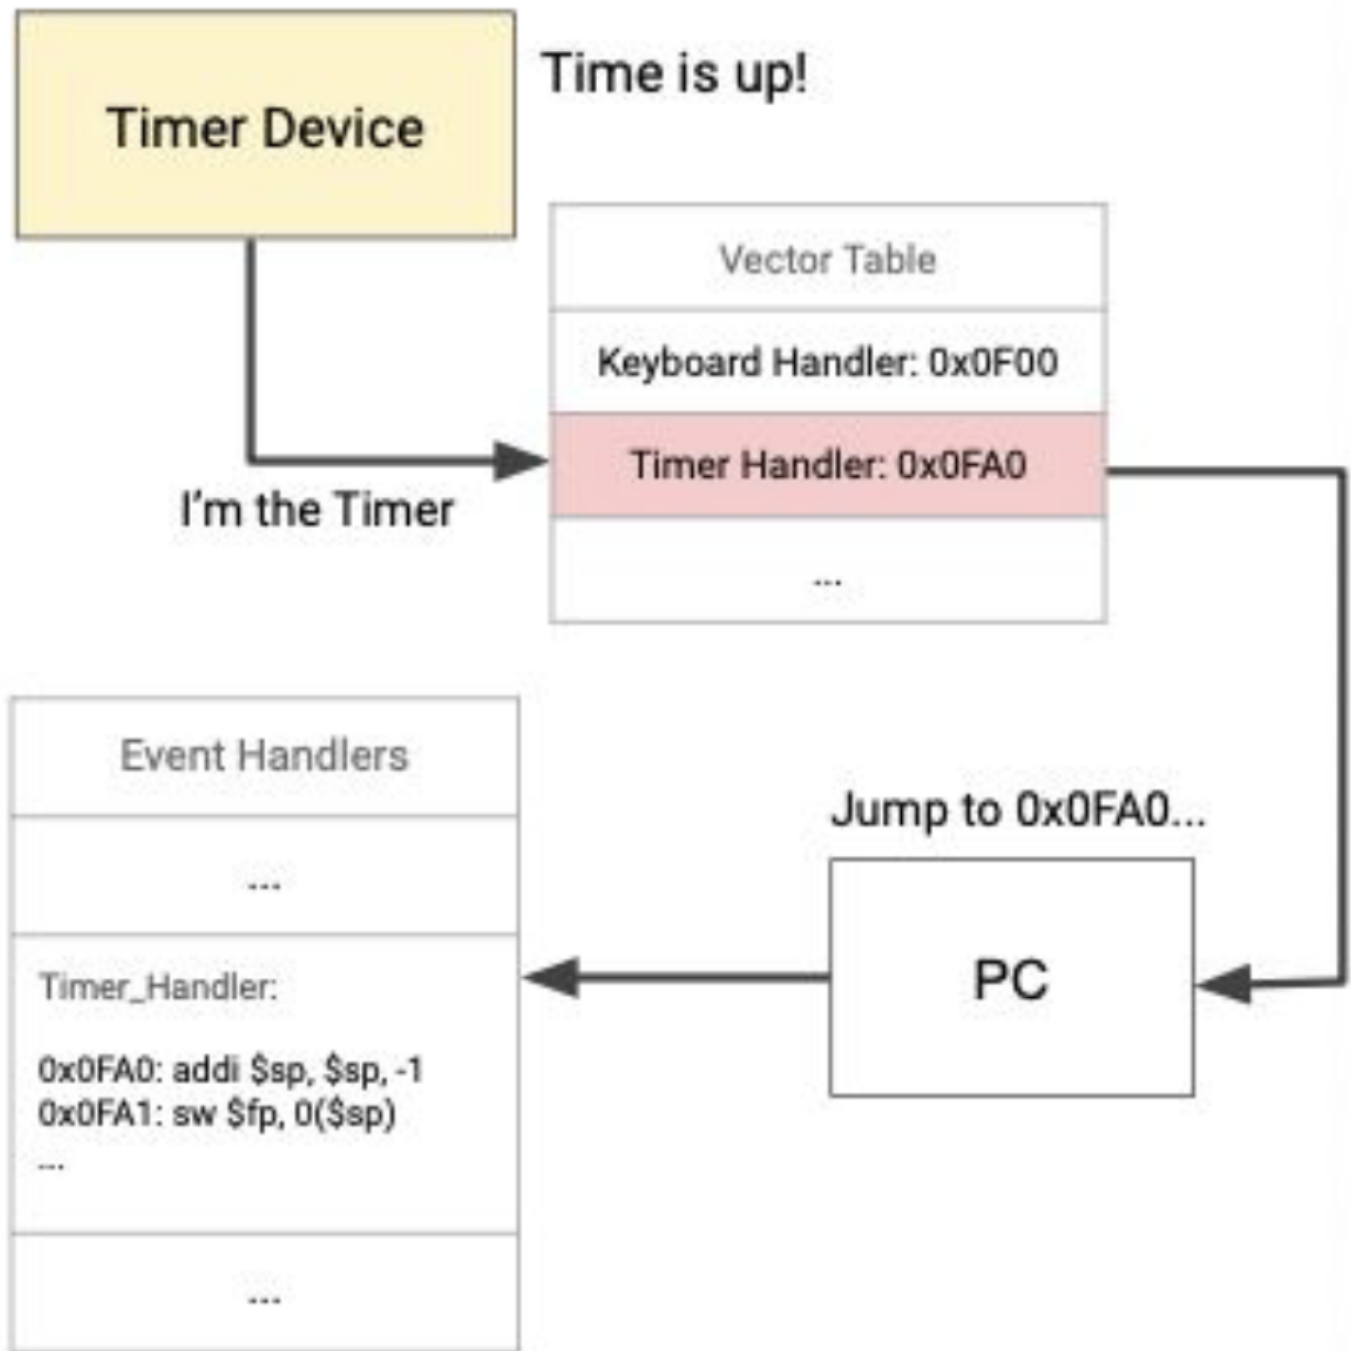 Timer Device
Time is up!
Vector Table
Keyboard Handler: 0x0F00
Timer Handler: 0x0FA0
...
I'm the Timer
Jump to 0x0FA0...
PC
Event Handlers
...
Timer_Handler:
0x0FA0: addi $sp, $sp, -1
0x0FA1: sw $fp, 0($sp)
...
...